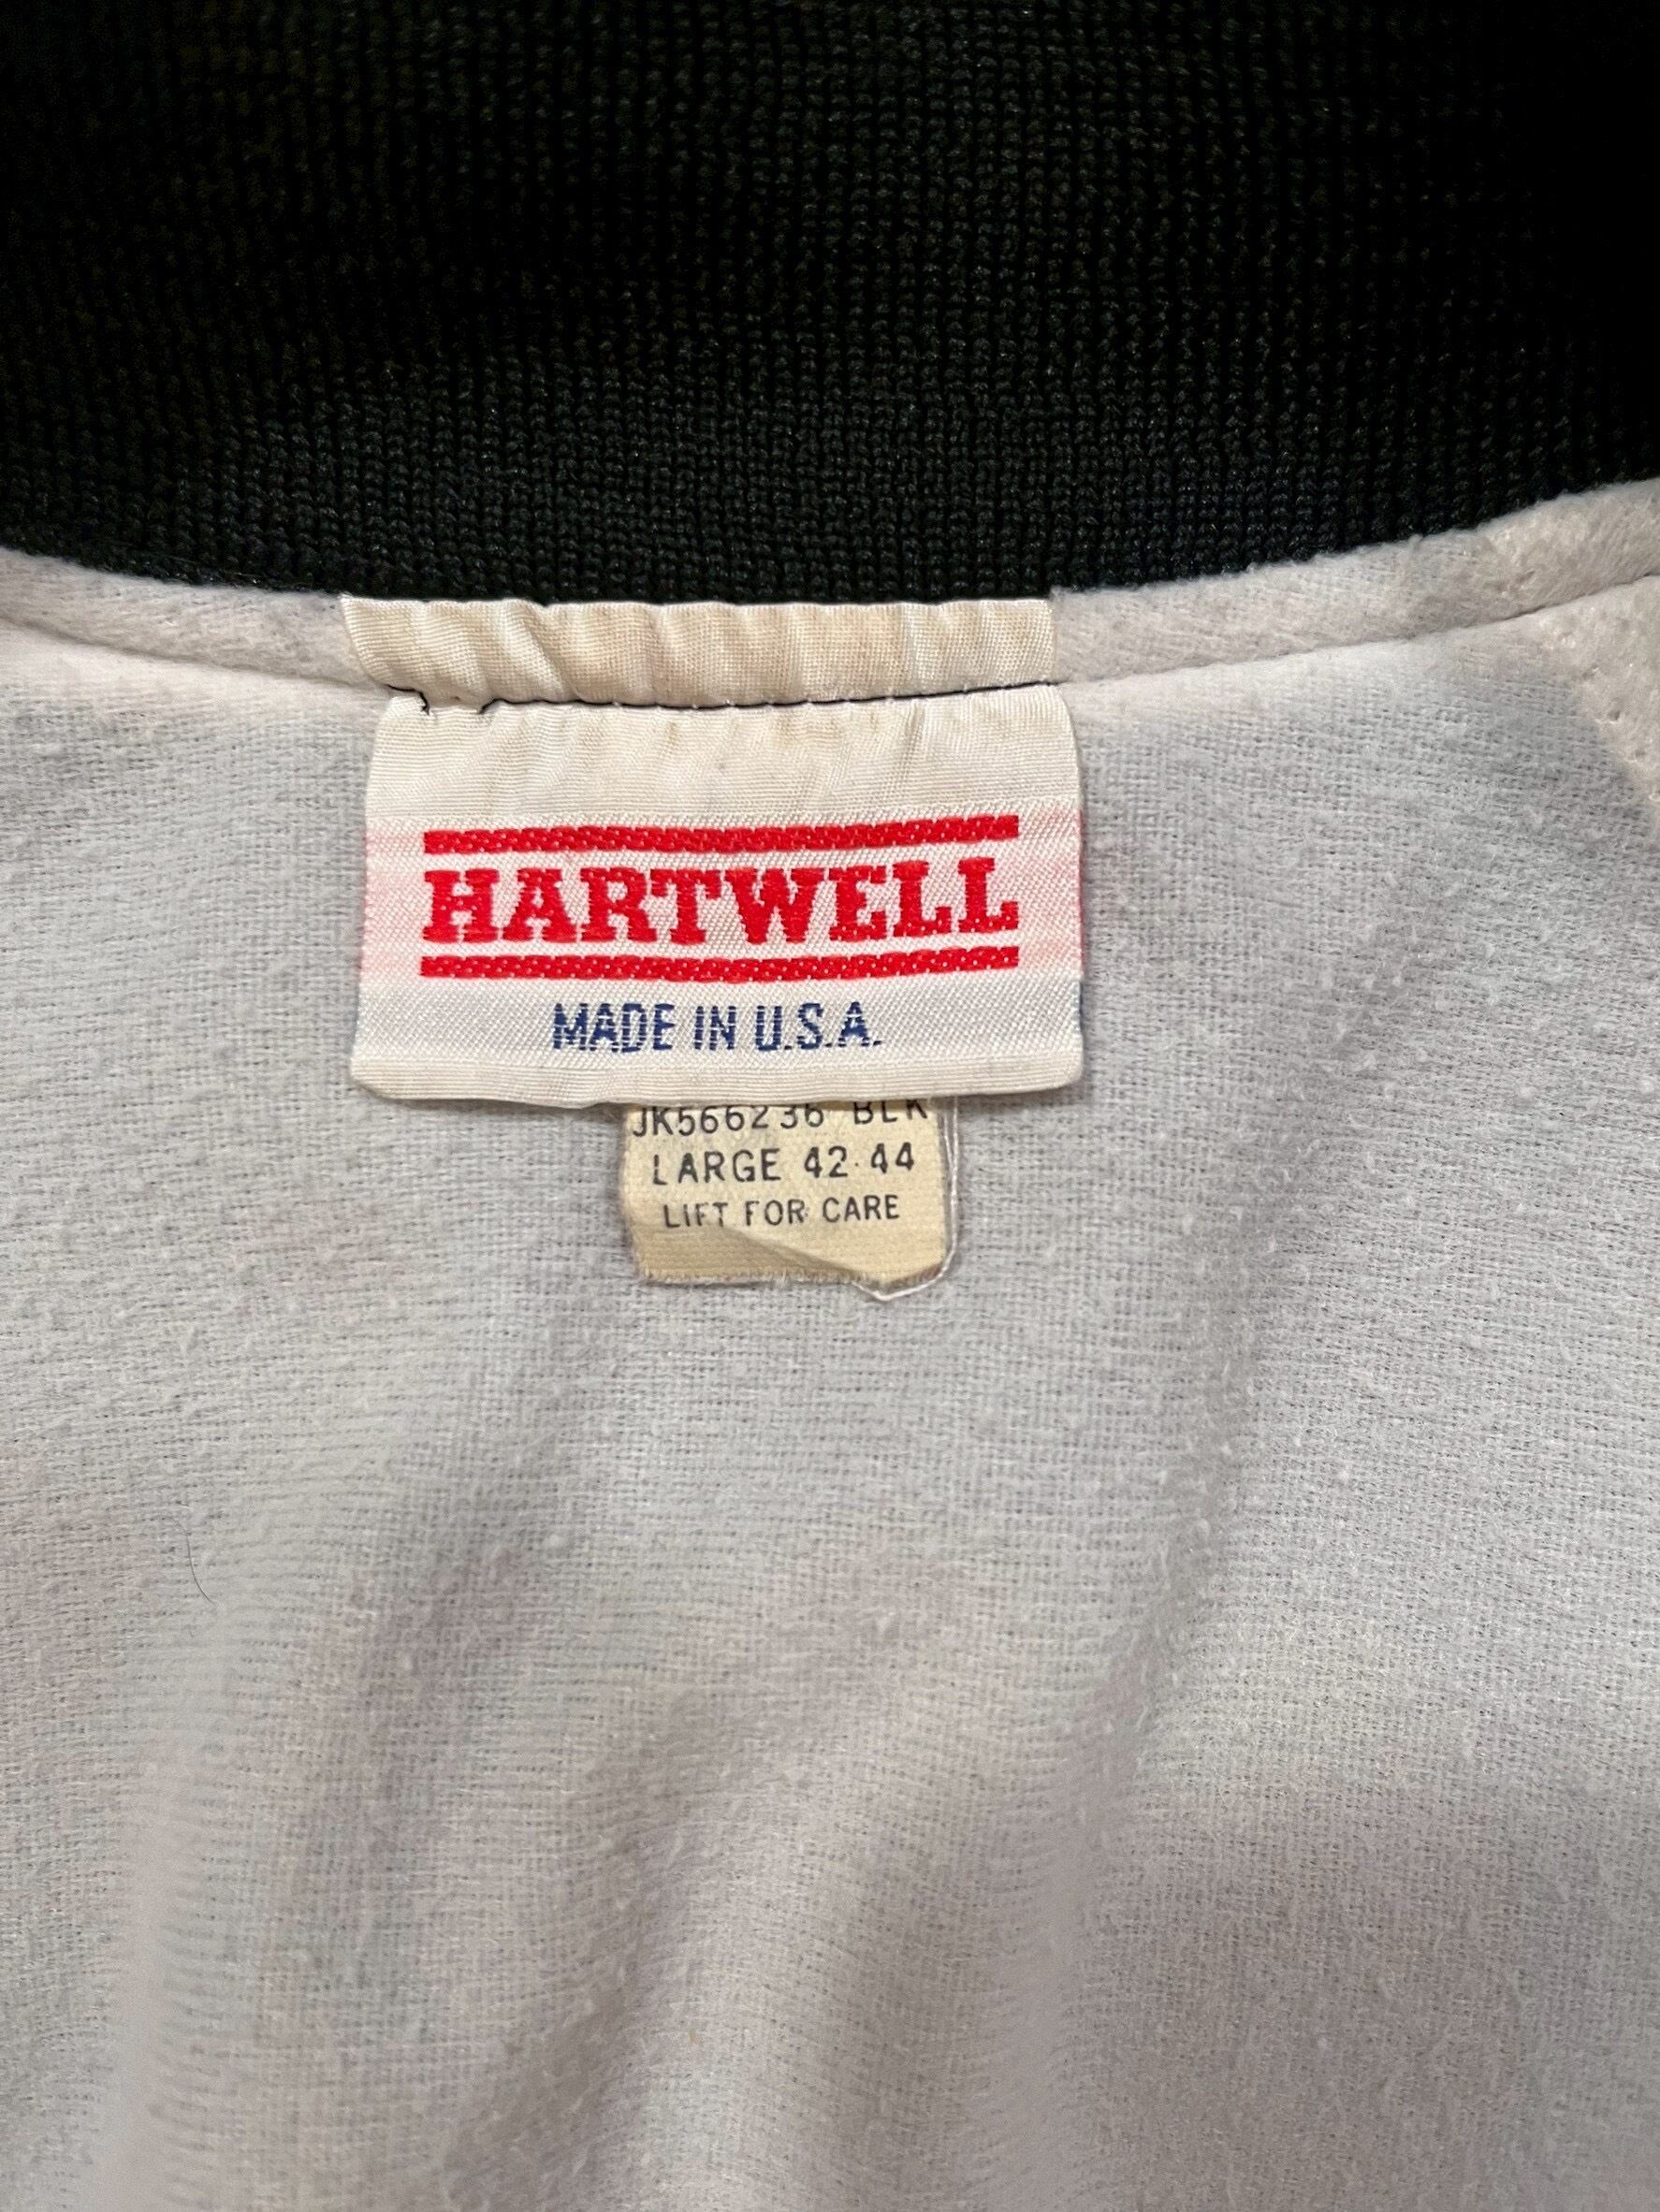 HARTWELL
MADE IN U.S.A.
JK566236 BLK
LARGE 42-44
LIFT FOR CARE